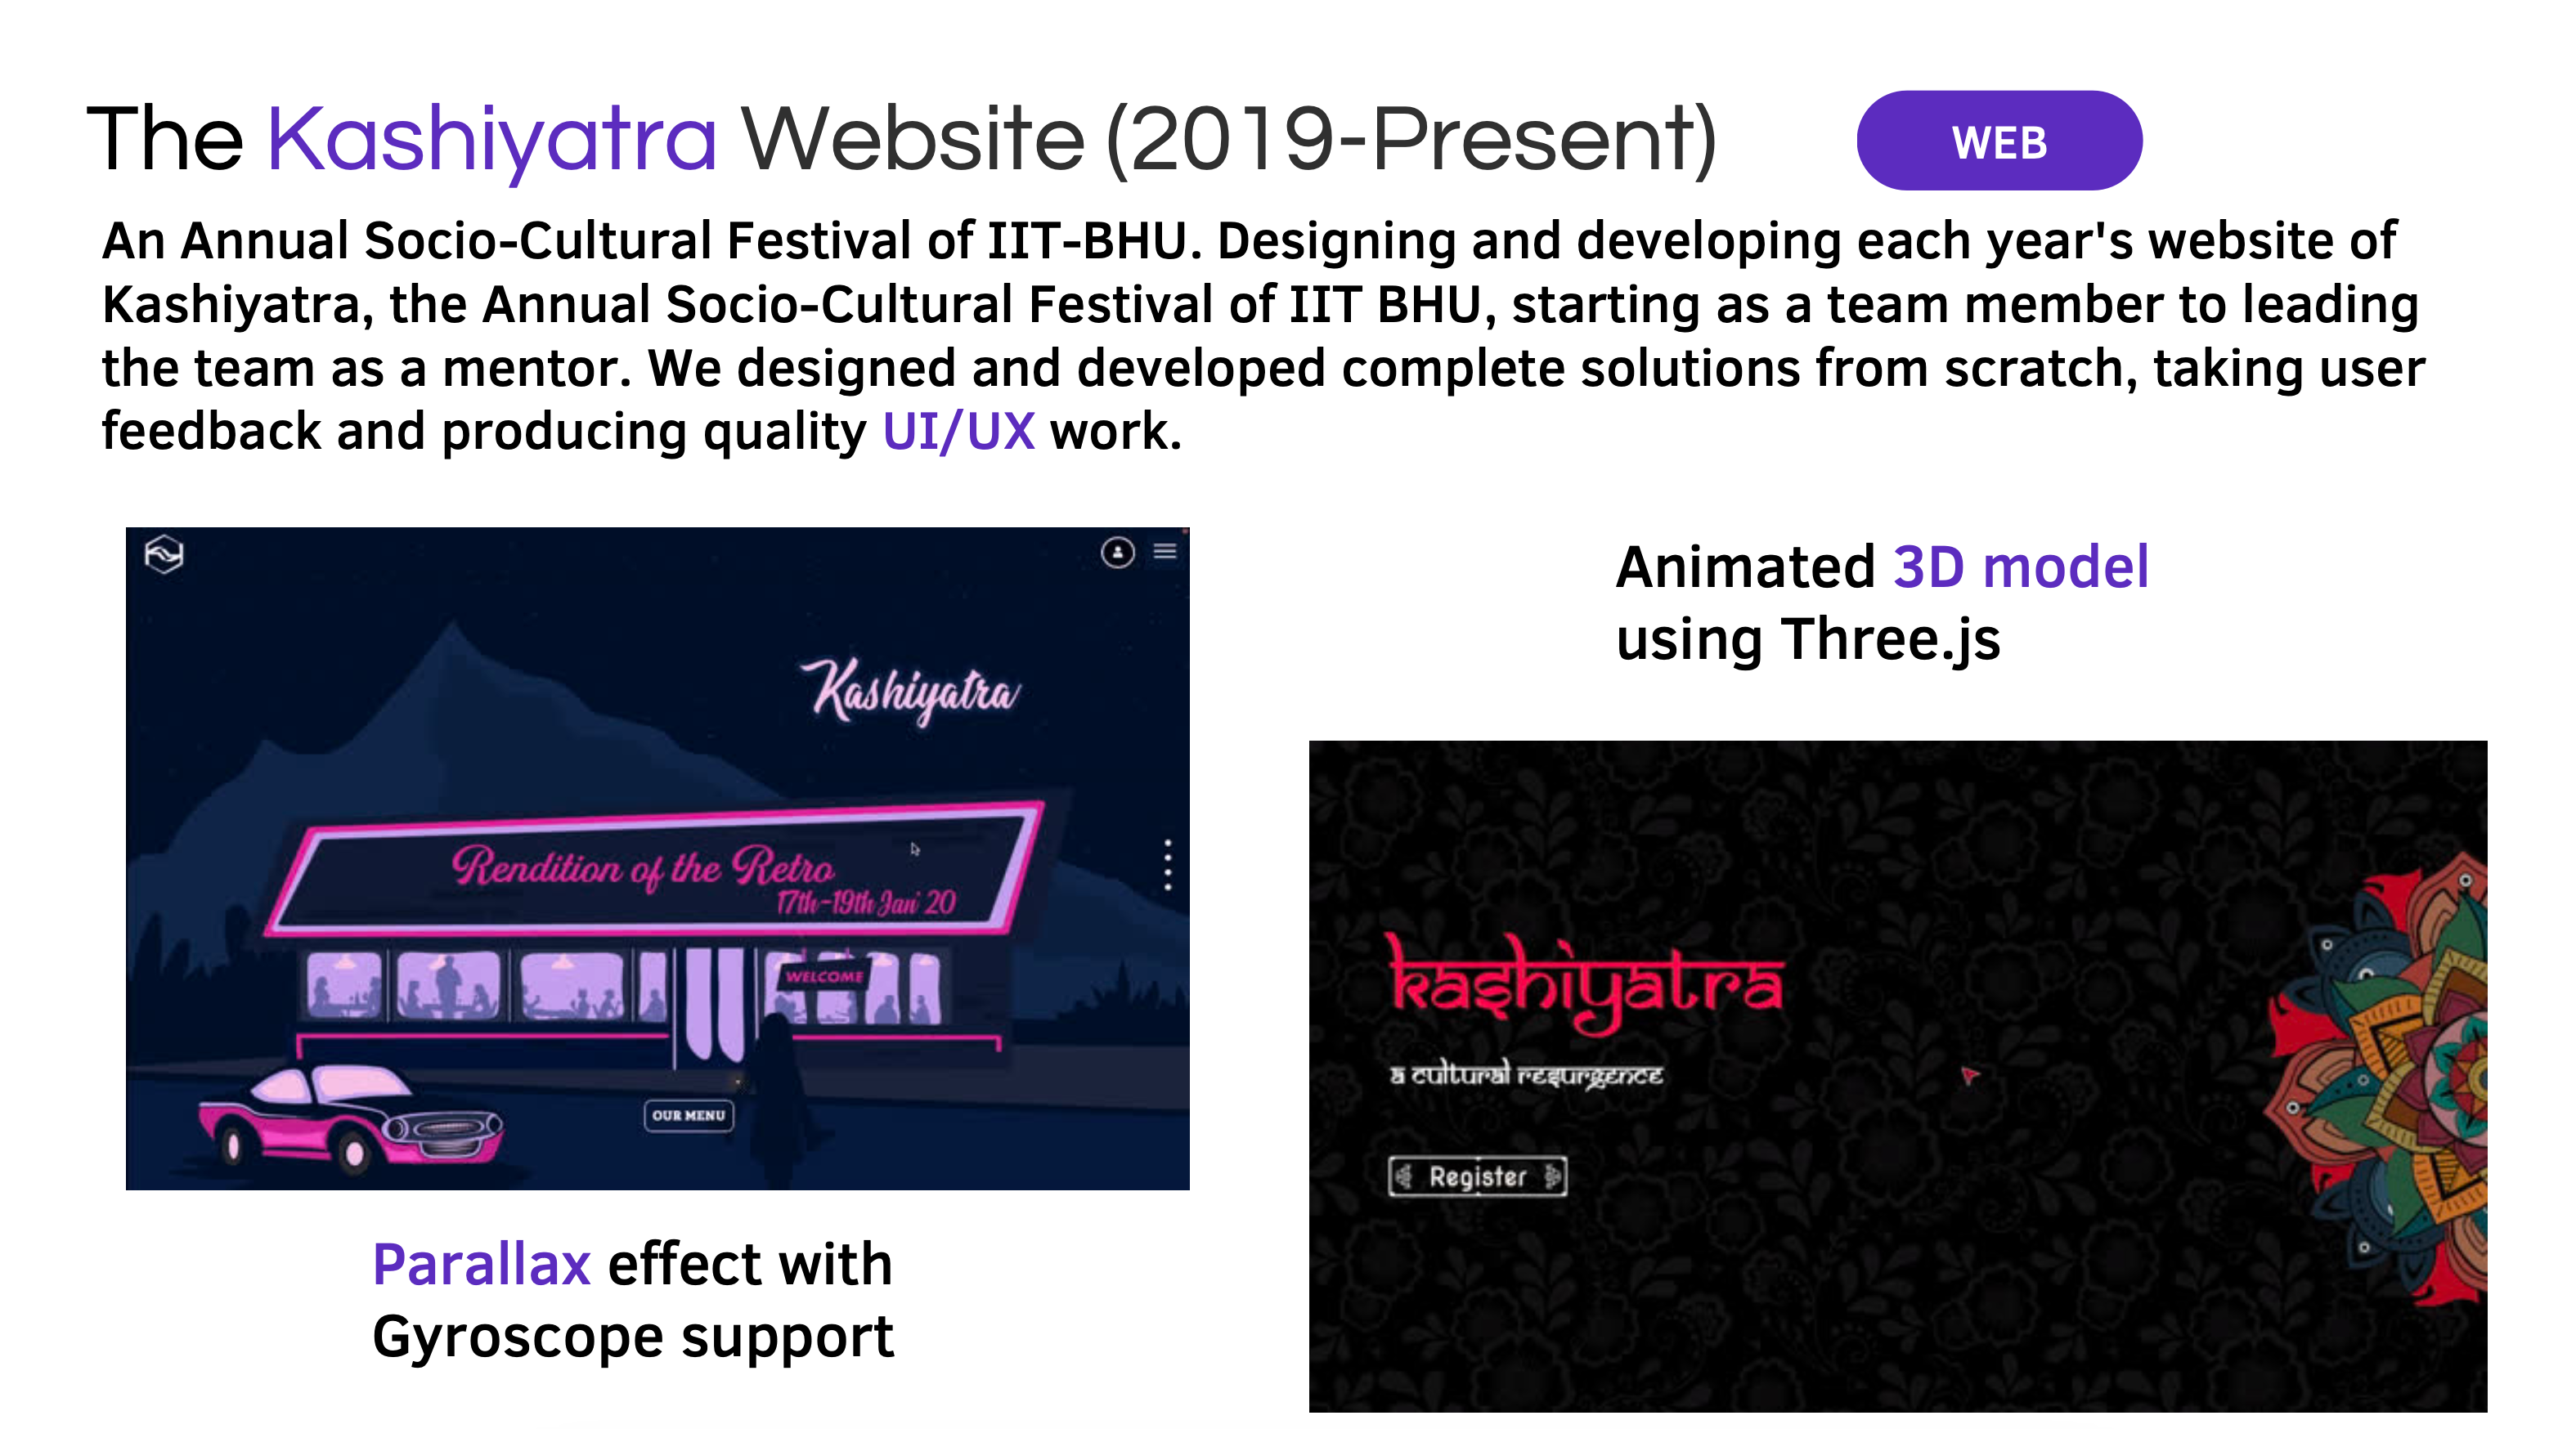 The Kashiyatra Website (2019-Present)
WEB
An Annual Socio-Cultural Festival of IIT-BHU. Designing and developing each year's website of
Kashiyatra, the Annual Socio-Cultural Festival of IIT BHU, starting as a team member to leading
the team as a mentor. We designed and developed complete solutions from scratch, taking user
feedback and producing quality UI/UX work.
Kashiyatra
Rendition of the Retro
17th-19th Jan' 20
WELCOME
OUR MENU
Parallax effect with
Gyroscope support
Animated 3D model
using Three.js
kashiyatra
a cultural resurgence
Register